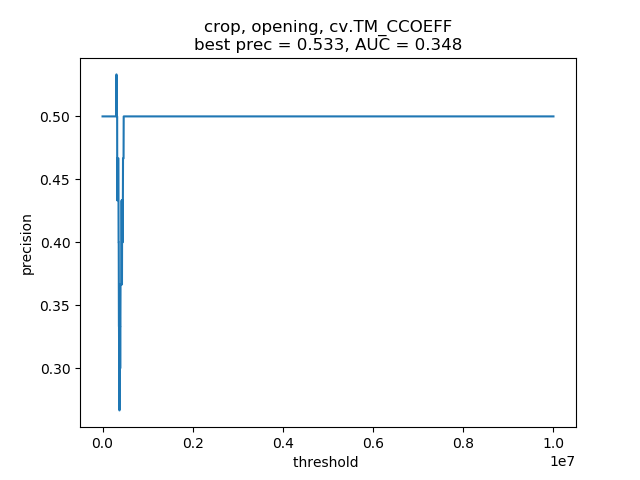 crop, opening, cv.TM_CCOEFF
best prec = 0.533, AUC = 0.348
precision
0.50
0.45
0.40
0.35
0.30
0.0 0.2 0.4 0.6 0.8 1.0
1e7
threshold